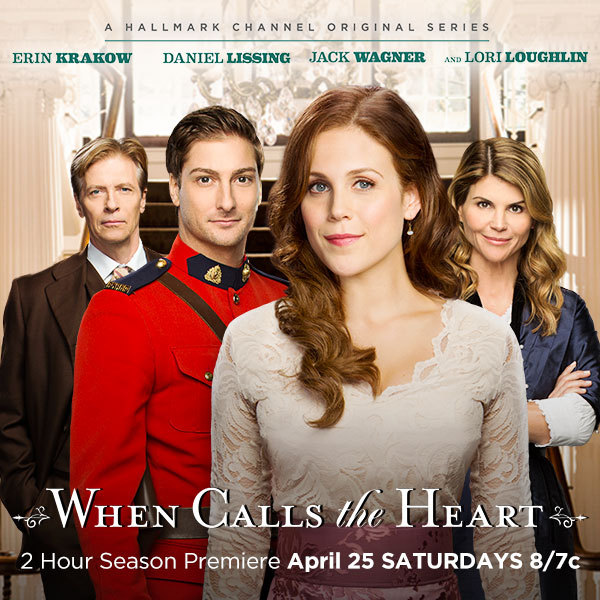 A HALLMARK CHANNEL ORIGINAL SERIES
ERIN KRAKOW DANIEL LISSING JACK WAGNER AND LORI LOUGHLIN
WHEN CALLS the HEART
2 Hour Season Premiere April 25 SATURDAYS 8/7c